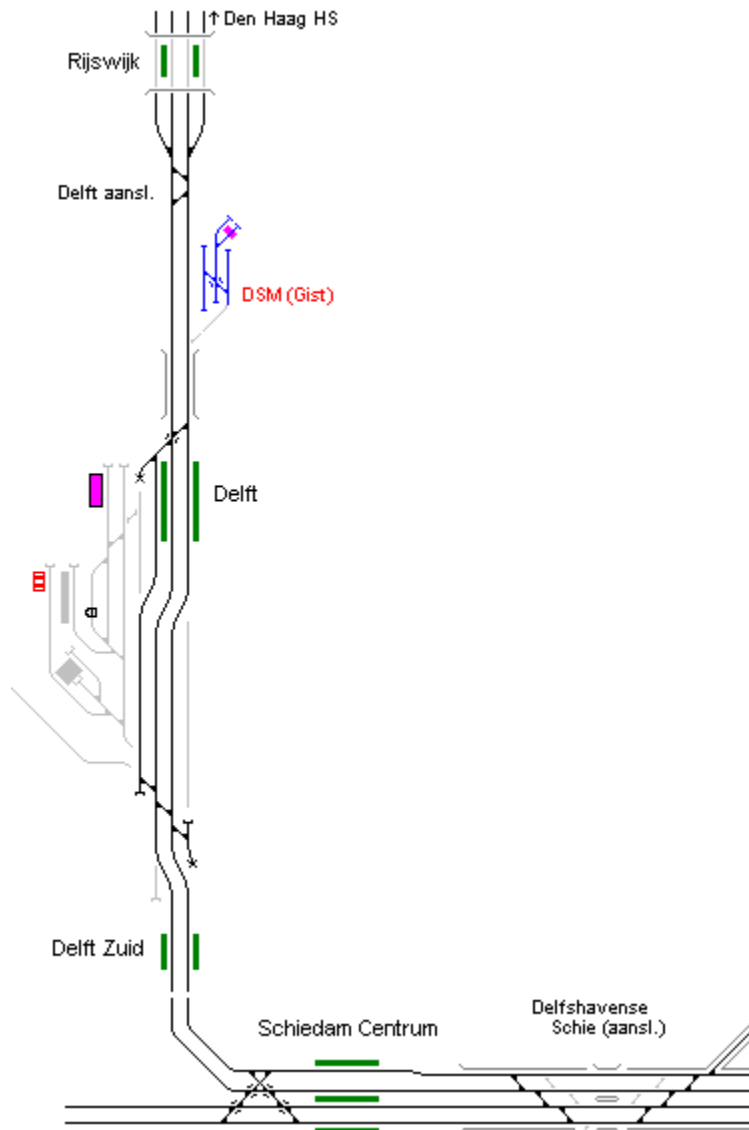 ↑ Den Haag HS
Rijswijk
Delft aansl.
DSM (Gist)
Delft
Delft Zuid
Delfshavense
Schie (aansl.)
Schiedam Centrum